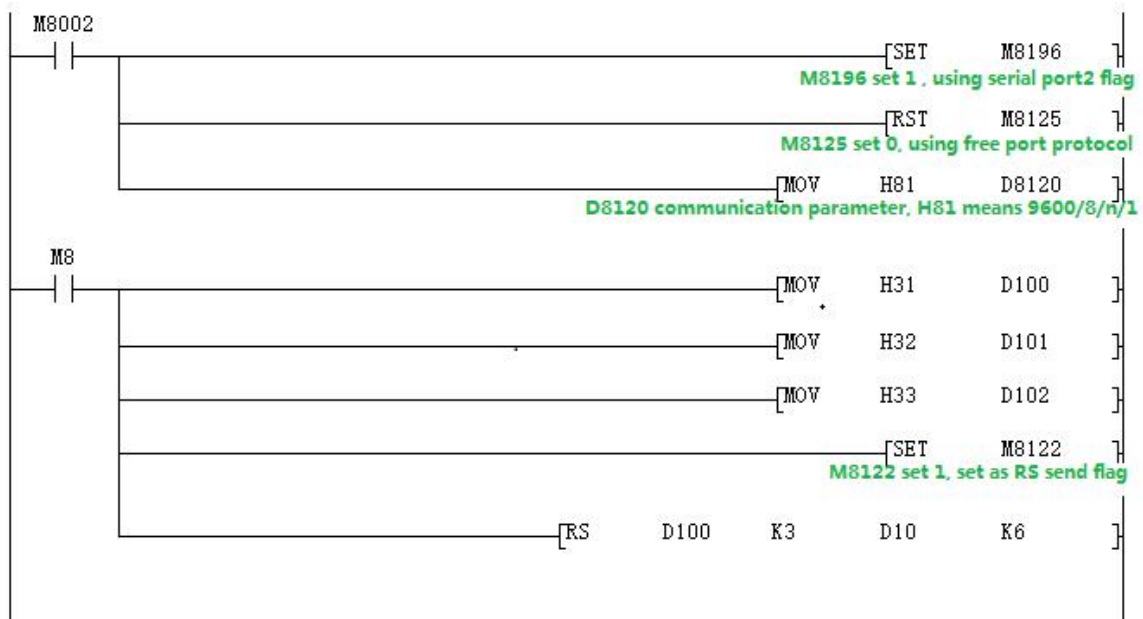 M8002
SET M8196
M8196 set 1 , using serial port2 flag
RST M8125
M8125 set 0, using free port protocol
MOV H81 D8120
D8120 communication parameter, H81 means 9600/8/n/1
M8
MOV H31 D100
MOV H32 D101
MOV H33 D102
SET M8122
M8122 set 1, set as RS send flag
RS D100 K3 D10 K6